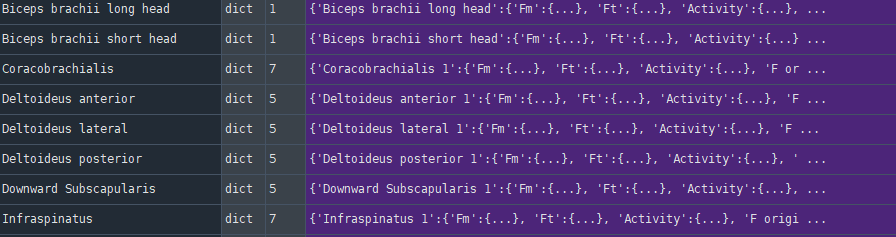 Biceps brachii long head dict 1 {'Biceps brachii long head':{'Fm':{...}, 'Ft':{...}, 'Activity':{...}, ...
Biceps brachii short head dict 1 {'Biceps brachii short head':{'Fm':{...}, 'Ft':{...}, 'Activity':{...} ...
Coracobrachialis dict 7 {'Coracobrachialis 1':{'Fm':{...}, 'Ft':{...}, 'Activity':{...}, 'F or ...
Deltoideus anterior dict 5 {'Deltoideus anterior 1':{'Fm':{...}, 'Ft':{...}, 'Activity':{...}, 'F ...
Deltoideus lateral dict 5 {'Deltoideus lateral 1':{'Fm':{...}, 'Ft':{...}, 'Activity':{...}, 'F ...
Deltoideus posterior dict 5 {'Deltoideus posterior 1':{'Fm':{...}, 'Ft':{...}, 'Activity':{...}, ' ...
Downward Subscapularis dict 5 {'Downward Subscapularis 1':{'Fm':{...}, 'Ft':{...}, 'Activity':{...}, ...
Infraspinatus dict 7 {'Infraspinatus 1':{'Fm':{...}, 'Ft':{...}, 'Activity':{...}, 'F origi ...